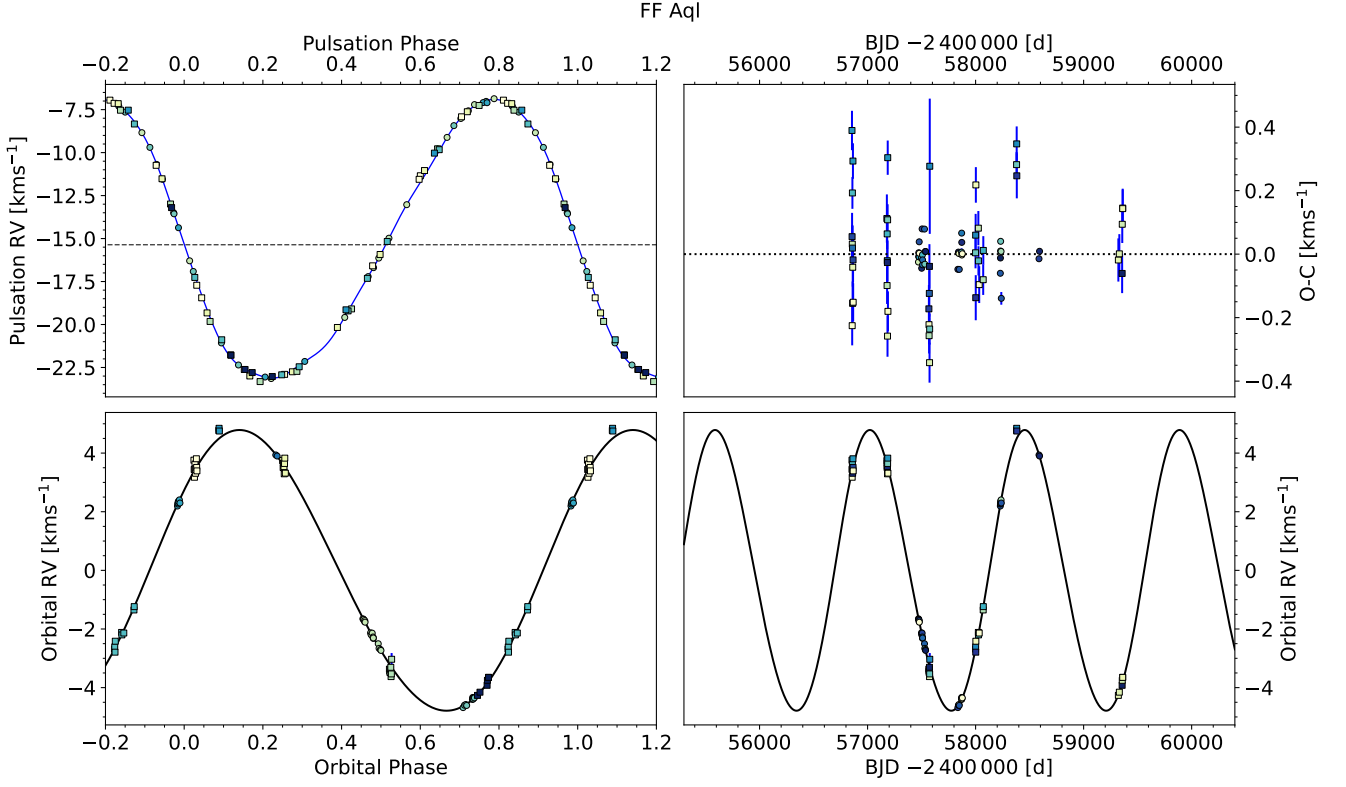 FF Aql
Pulsation Phase
BJD −2 400 000 [d]
−0.2 0.0 0.2 0.4 0.6 0.8 1.0 1.2
56000 57000 58000 59000 60000
Pulsation RV [kms−1]
−7.5
−10.0
−12.5
−15.0
−17.5
−20.0
−22.5
0.4
0.2
0.0
−0.2
−0.4
O-C [kms−1]
Orbital RV [kms−1]
4
2
0
−2
−4
4
2
0
−2
−4
Orbital RV [kms−1]
−0.2 0.0 0.2 0.4 0.6 0.8 1.0 1.2
56000 57000 58000 59000 60000
Orbital Phase
BJD −2 400 000 [d]